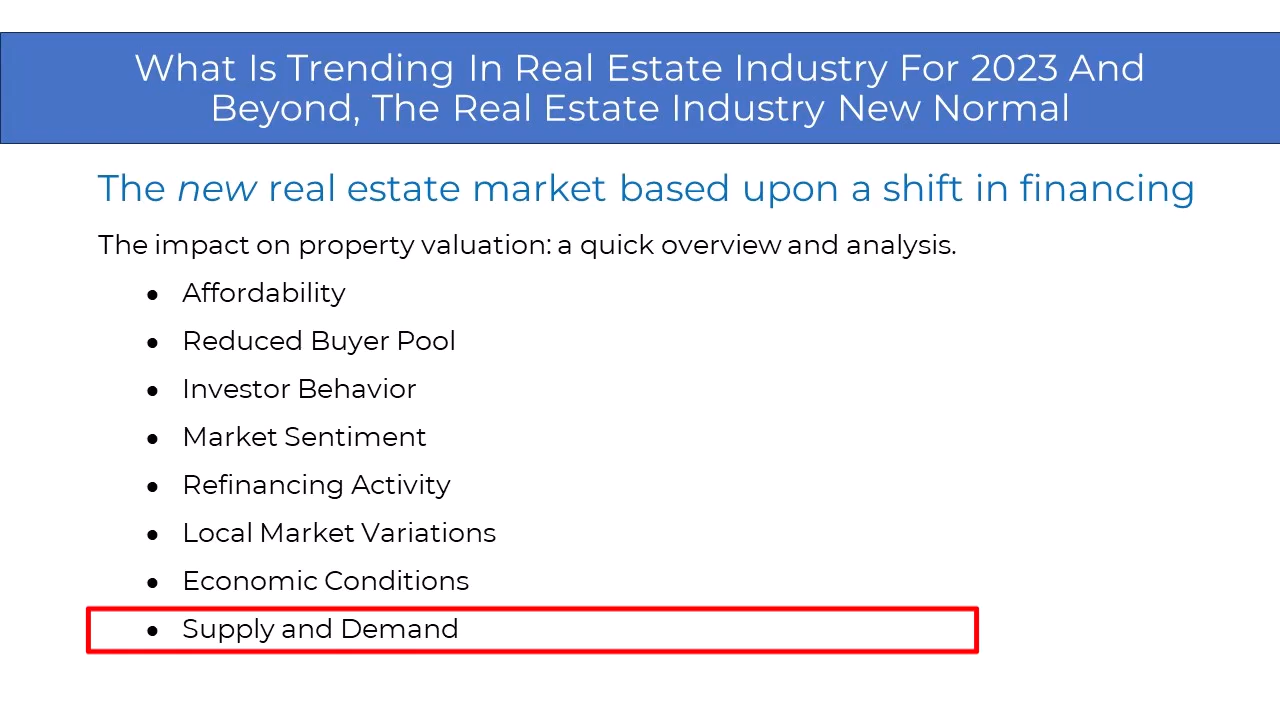 What Is Trending In Real Estate Industry For 2023 And
Beyond, The Real Estate Industry New Normal
The new real estate market based upon a shift in financing
The impact on property valuation: a quick overview and analysis.
● Affordability
● Reduced Buyer Pool
● Investor Behavior
● Market Sentiment
● Refinancing Activity
● Local Market Variations
● Economic Conditions
● Supply and Demand